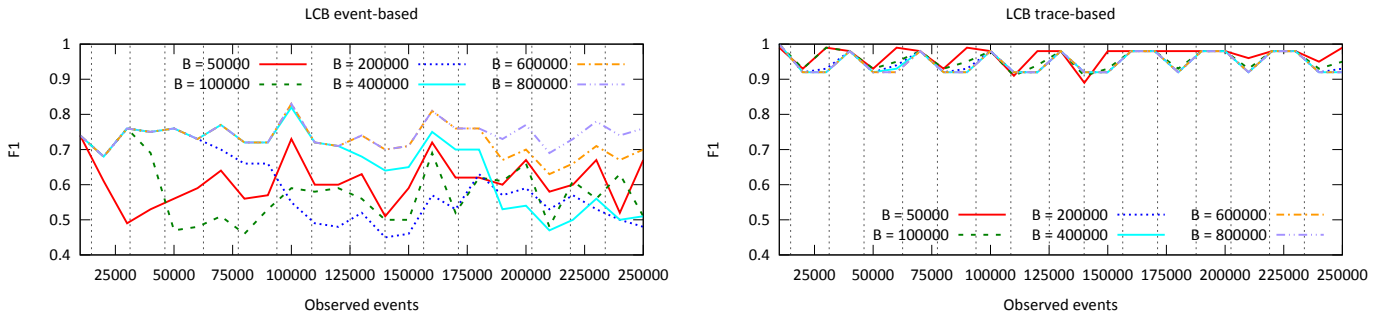 LCB event-based
1
0.9
0.8
0.7
0.6
0.5
0.4
F1
B = 50000 B = 200000 B = 600000
B = 100000 B = 400000 B = 800000
25000 50000 75000 100000 125000 150000 175000 200000 225000 250000
Observed events
LCB trace-based
1
0.9
0.8
0.7
0.6
0.5
0.4
F1
B = 50000 B = 200000 B = 600000
B = 100000 B = 400000 B = 800000
25000 50000 75000 100000 125000 150000 175000 200000 225000 250000
Observed events